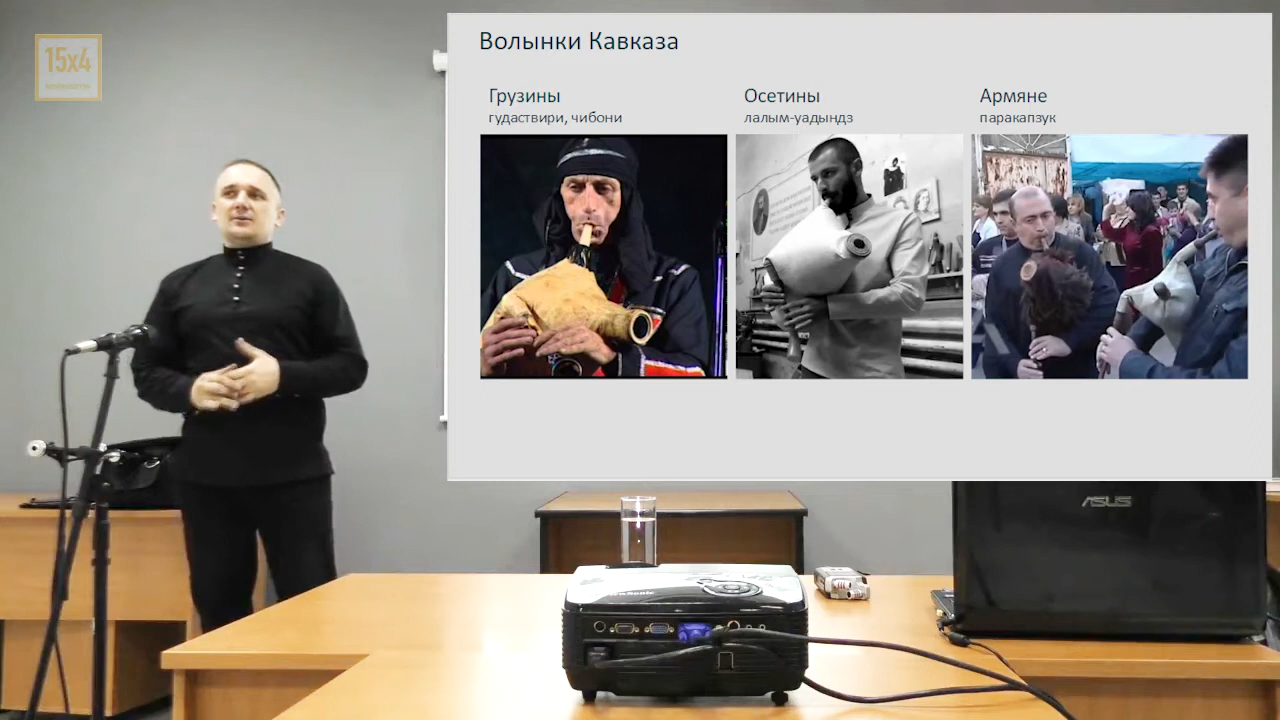 15x4
Волынки Кавказа
Грузины
гудаствири, чибони
Осетины
лалым-уадындз
Армяне
паракапзук
ASUS